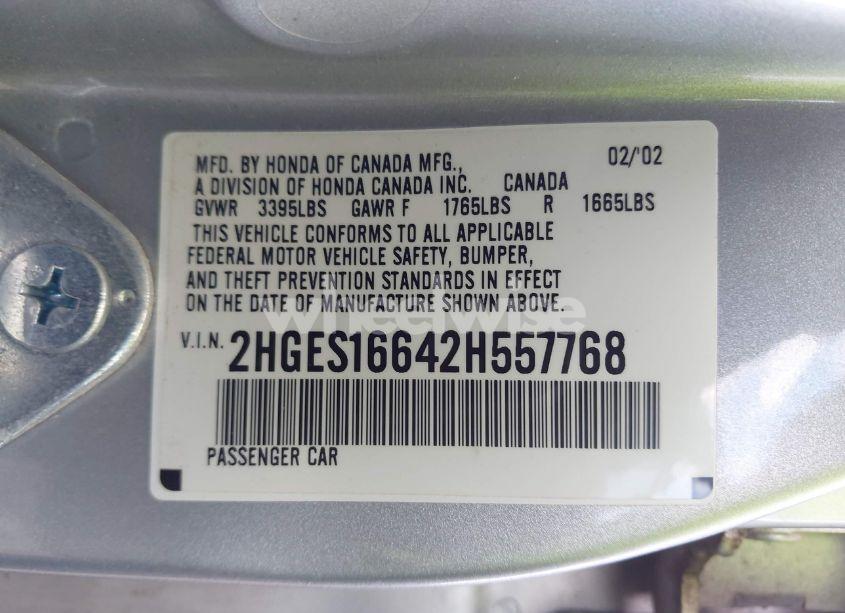 MFD. BY HONDA OF CANADA MFG., 02/'02
A DIVISION OF HONDA CANADA INC. CANADA
GVWR 3395LBS GAWR F 1765LBS R 1665LBS
THIS VEHICLE CONFORMS TO ALL APPLICABLE
FEDERAL MOTOR VEHICLE SAFETY, BUMPER,
AND THEFT PREVENTION STANDARDS IN EFFECT
ON THE DATE OF MANUFACTURE SHOWN ABOVE.
wheelwise
V.I.N. 2HGES16642H557768
PASSENGER CAR